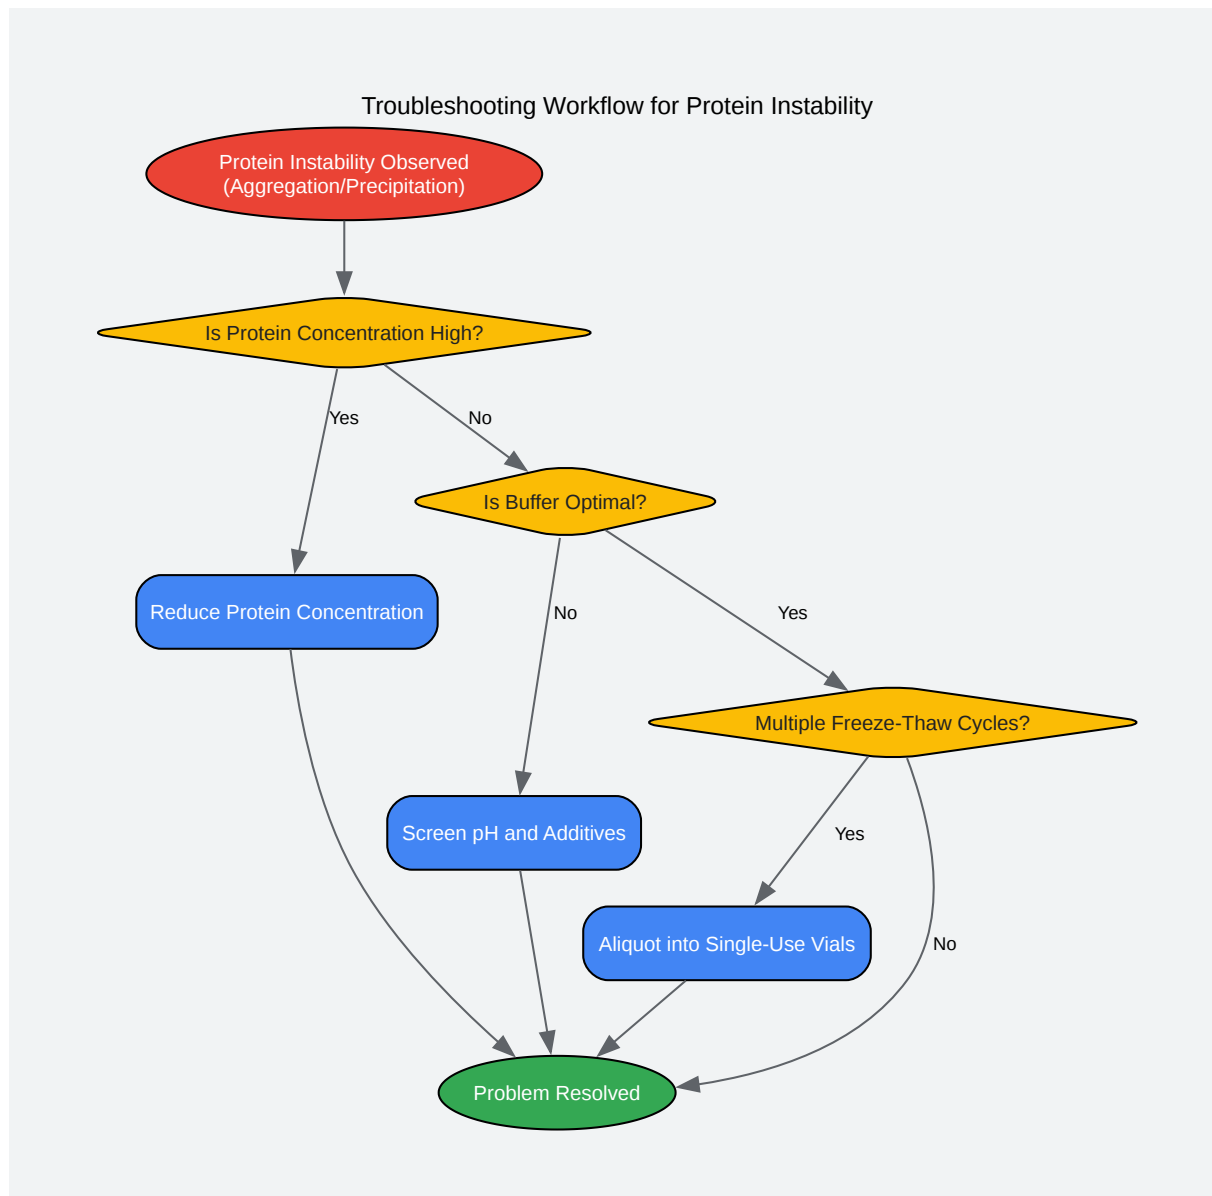 Troubleshooting Workflow for Protein Instability
Protein Instability Observed
(Aggregation/Precipitation)
Is Protein Concentration High?
Yes
No
Is Buffer Optimal?
Reduce Protein Concentration
No
Yes
Multiple Freeze-Thaw Cycles?
Screen pH and Additives
Yes
Aliquot into Single-Use Vials
No
Problem Resolved